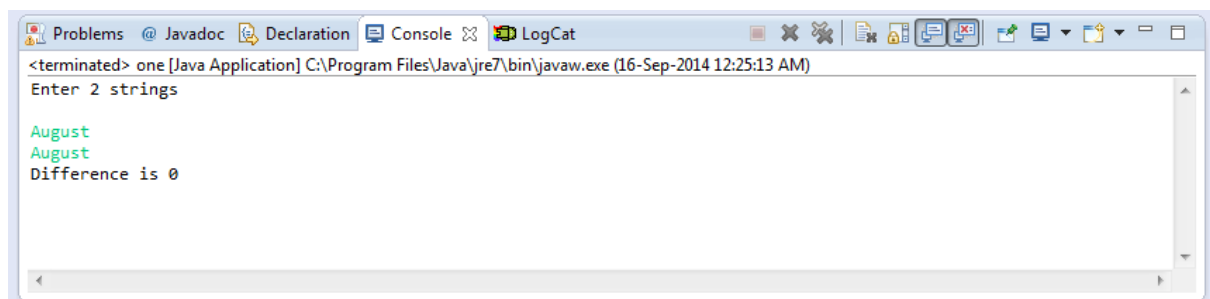 Problems @ Javadoc Declaration Console LogCat
<terminated> one [Java Application] C:\Program Files\Java\jre7\bin\javaw.exe (16-Sep-2014 12:25:13 AM)
Enter 2 strings
August
August
Difference is 0